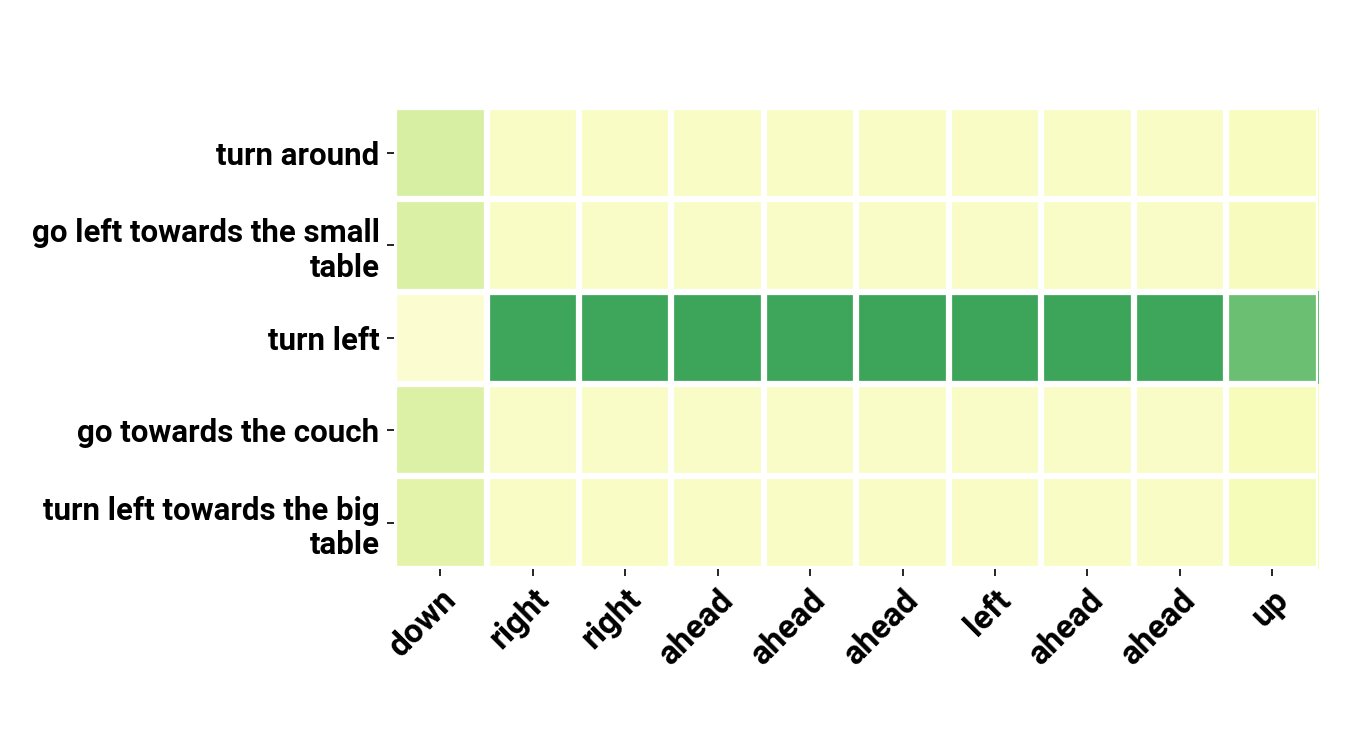 turn around
go left towards the small
table
turn left
go towards the couch
turn left towards the big
table
down
right
right
ahead
ahead
ahead
left
ahead
ahead
up